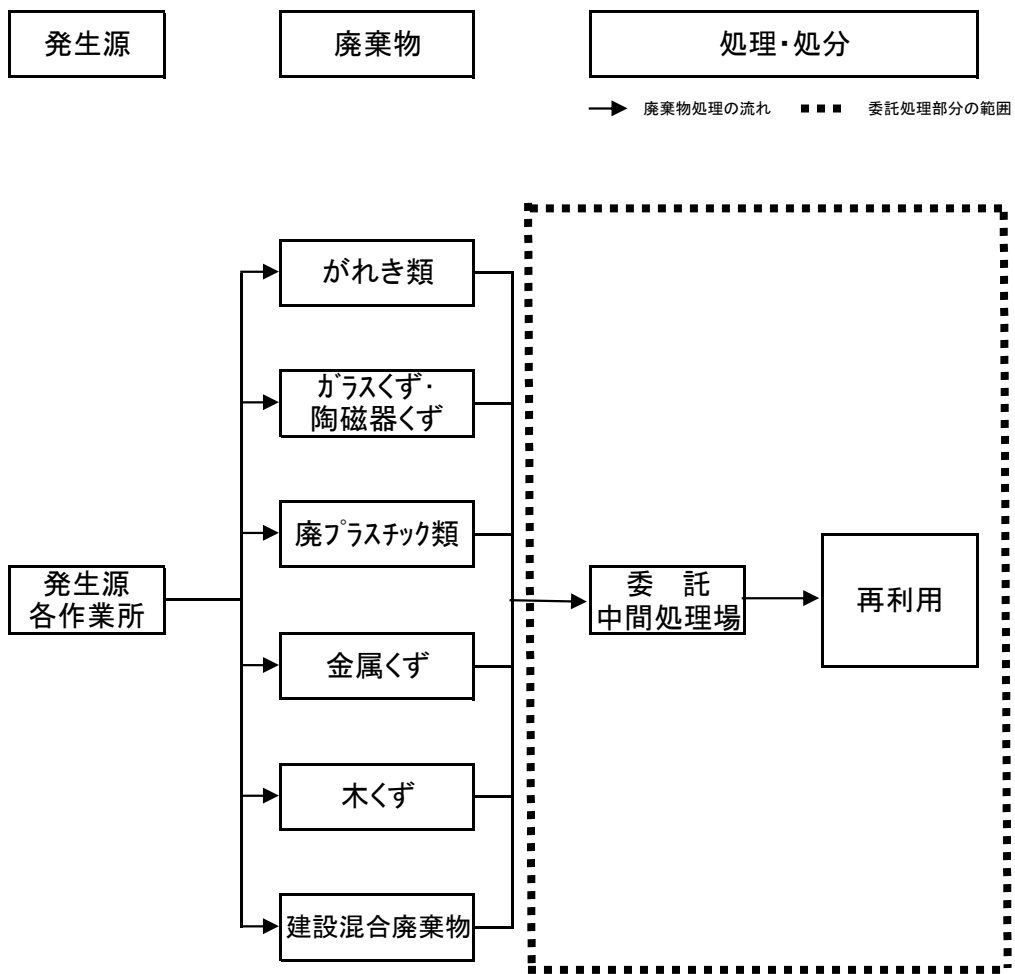 発生源
廃棄物
処理・処分
廃棄物処理の流れ
委託処理部分の範囲
がれき類
ｶﾞﾗｽくず・
陶磁器くず
廃ﾌﾟﾗｽﾁｯｸ類
発生源
各作業所
委　託
中間処理場
再利用
金属くず
木くず
建設混合廃棄物